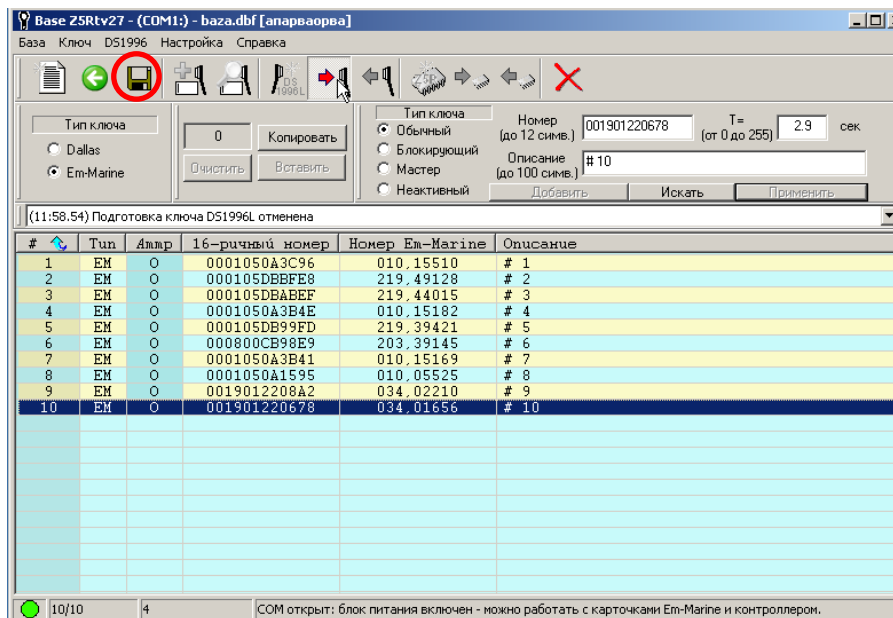 Base Z5Rtv27 - (COM1:) - baza.dbf [апарваорва]
База Ключ DS1996 Настройка Справка
DS
1996L
Z5R
Тип ключа
Dallas
Em-Marine
0 Копировать
Очистить Вставить
Тип ключа
Обычный
Блокирующий
Мастер
Неактивный
Номер
(до 12 симв.)
001901220678
T=
(от 0 до 255)
2.9 сек
Описание
(до 100 симв.)
# 10
Добавить Искать Применить
(11:58.54) Подготовка ключа DS1996L отменена
# Тип Атр 16-ричный номер Номер Em-Marine Описание
1 EM O 0001050A3C96 010,15510 # 1
2 EM O 000105DBBFE8 219,49128 # 2
3 EM O 000105DBABEF 219,44015 # 3
4 EM O 0001050A3B4E 010,15182 # 4
5 EM O 000105DB99FD 219,39421 # 5
6 EM O 000800CB98E9 203,39145 # 6
7 EM O 0001050A3B41 010,15169 # 7
8 EM O 0001050A1595 010,05525 # 8
9 EM O 0019012208A2 034,02210 # 9
10 EM O 001901220678 034,01656 # 10
10/10 4 COM открыт: блок питания включен - можно работать с карточками Em-Marine и контроллером.